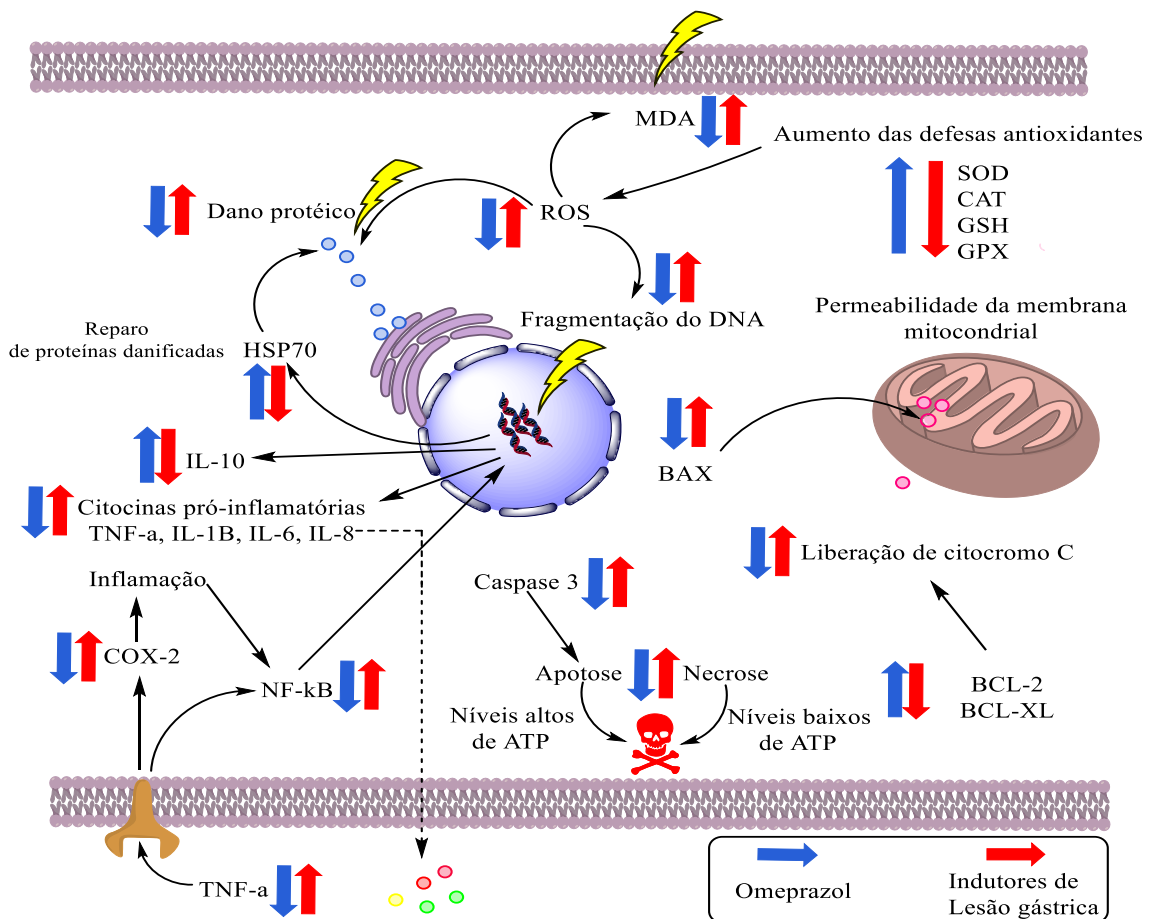 MDA
Aumento das defesas antioxidantes
SOD
CAT
GSH
GPX
Dano protéico
ROS
Fragmentação do DNA
Permeabilidade da membrana
mitocondrial
Reparo
de proteínas danificadas
HSP70
IL-10
BAX
Citocinas pró-inflamatórias
TNF-a, IL-1B, IL-6, IL-8
Liberação de citocromo C
Inflamação
Caspase 3
COX-2
NF-kB
Apotose
Necrose
BCL-2
BCL-XL
Níveis altos
de ATP
Níveis baixos
de ATP
TNF-a
Omeprazol
Indutores de
Lesão gástrica